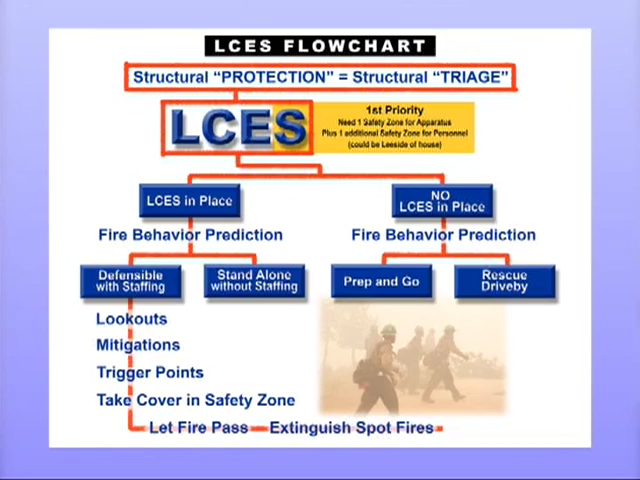 LCES FLOWCHART
Structural “PROTECTION” = Structural “TRIAGE”
LCES
1st Priority
Need 1 Safety Zone for Apparatus
Plus 1 additional Safety Zone for Personnel
(could be Leeside of house)
LCES in Place
NO
LCES in Place
Fire Behavior Prediction
Fire Behavior Prediction
Defensible
with Staffing
Stand Alone
without Staffing
Prep and Go
Rescue
Driveby
Lookouts
Mitigations
Trigger Points
Take Cover in Safety Zone
Let Fire Pass
Extinguish Spot Fires